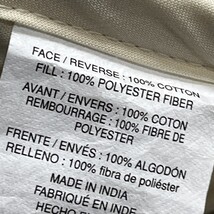 FACE / REVERSE : 100% COTTON
FILL : 100% POLYESTER FIBER
AVANT / ENVERS : 100% COTON
REMBOURRAGE : 100% FIBRE DE
POLYESTER
FRENTE / ENVÉS : 100% ALGODÓN
RELLENO : 100% fibra de poliéster
MADE IN INDIA
FABRIQUÉ EN INDE
HECHO